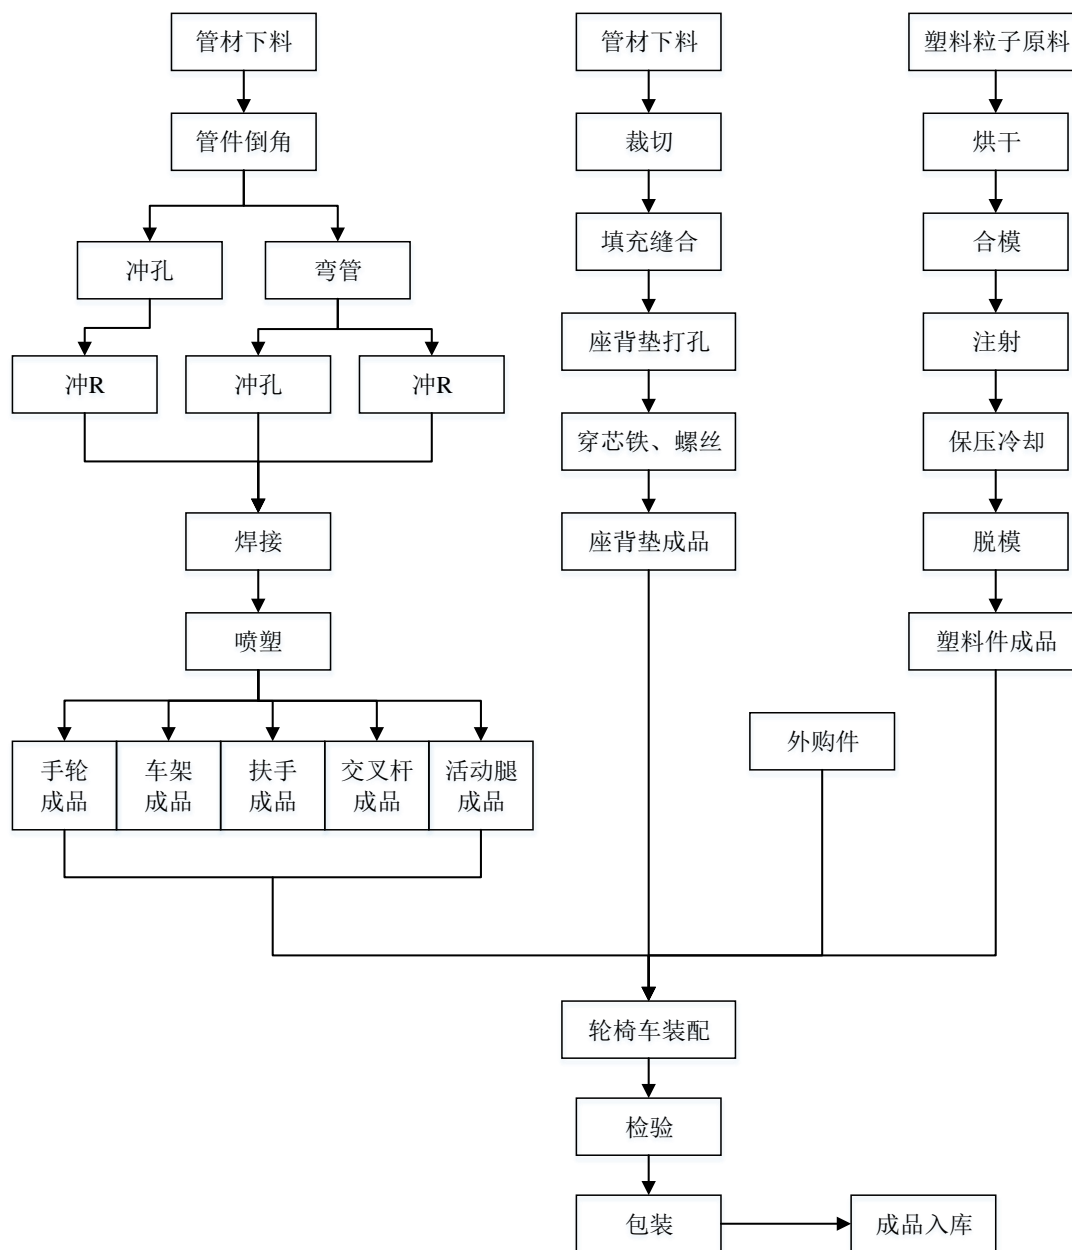 管材下料
管材下料
塑料粒子原料
管件倒角
裁切
烘干
冲孔
弯管
填充缝合
合模
冲R
冲孔
冲R
座背垫打孔
注射
穿芯铁、螺丝
保压冷却
焊接
座背垫成品
脱模
喷塑
塑料件成品
手轮
成品
车架
成品
扶手
成品
交叉杆
成品
活动腿
成品
外购件
轮椅车装配
检验
包装
成品入库